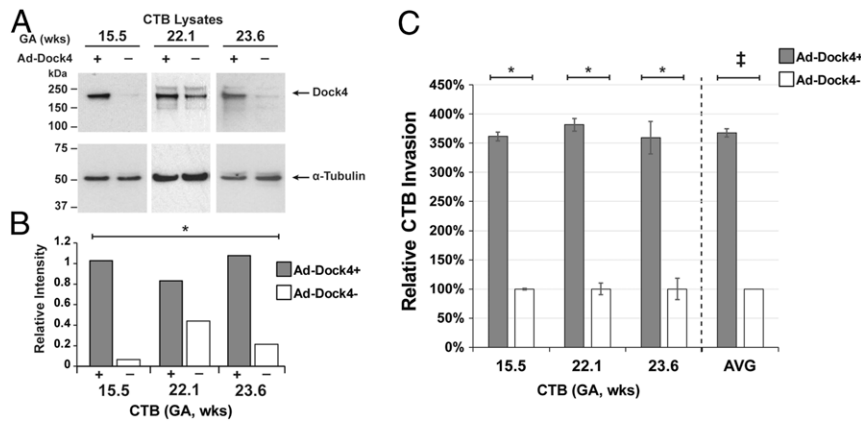 A
CTB Lysates
GA (wks) 15.5 22.1 23.6
Ad-Dock4 + − + − + −
kDa
250
150
100
Dock4
75
50
37
α-Tubulin
B
*
Relative Intensity
1.2
1
0.8
0.6
0.4
0.2
0
Ad-Dock4+
Ad-Dock4-
+ − + − + −
15.5 22.1 23.6
CTB (GA, wks)
C
Relative CTB Invasion
450%
400%
350%
300%
250%
200%
150%
100%
50%
0%
* * * ‡
Ad-Dock4+
Ad-Dock4-
15.5 22.1 23.6 AVG
CTB (GA, wks)